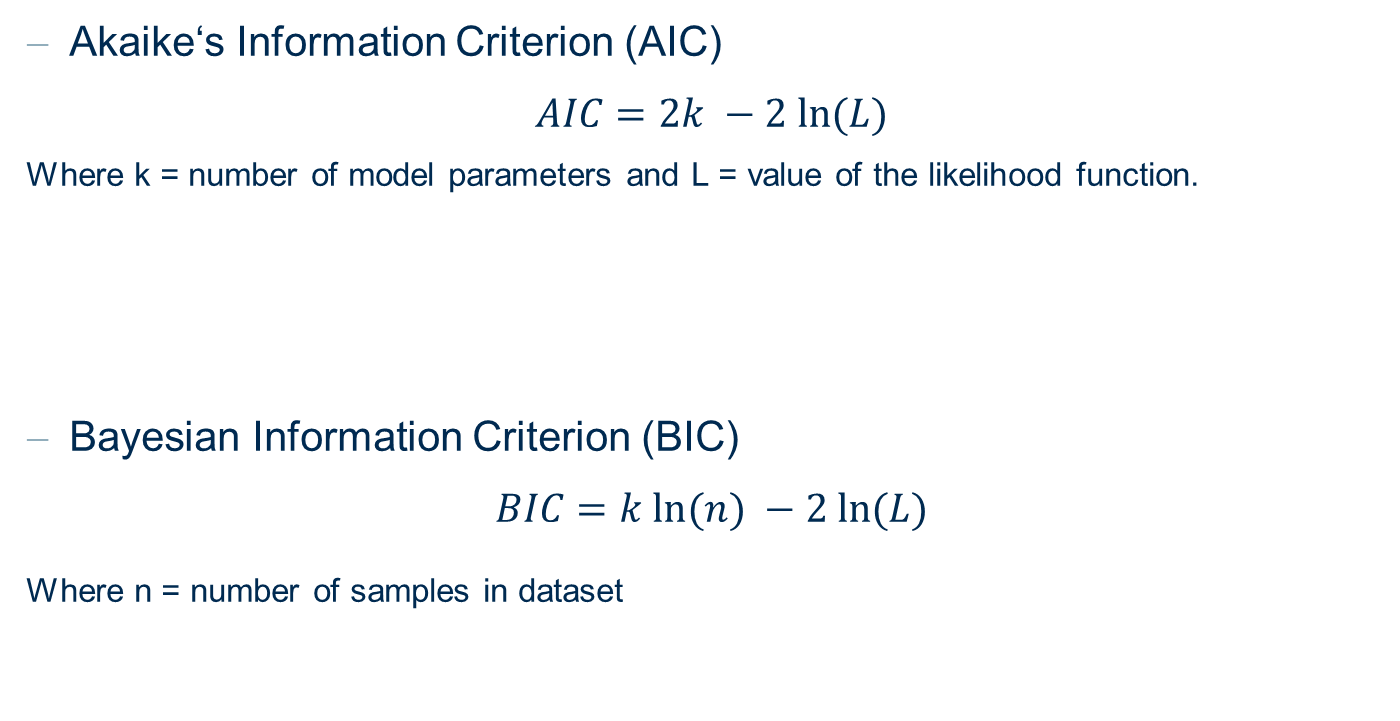 – Akaike‘s Information Criterion (AIC)
AIC = 2k − 2 ln(L)
Where k = number of model parameters and L = value of the likelihood function.
– Bayesian Information Criterion (BIC)
BIC = k ln(n) − 2 ln(L)
Where n = number of samples in dataset